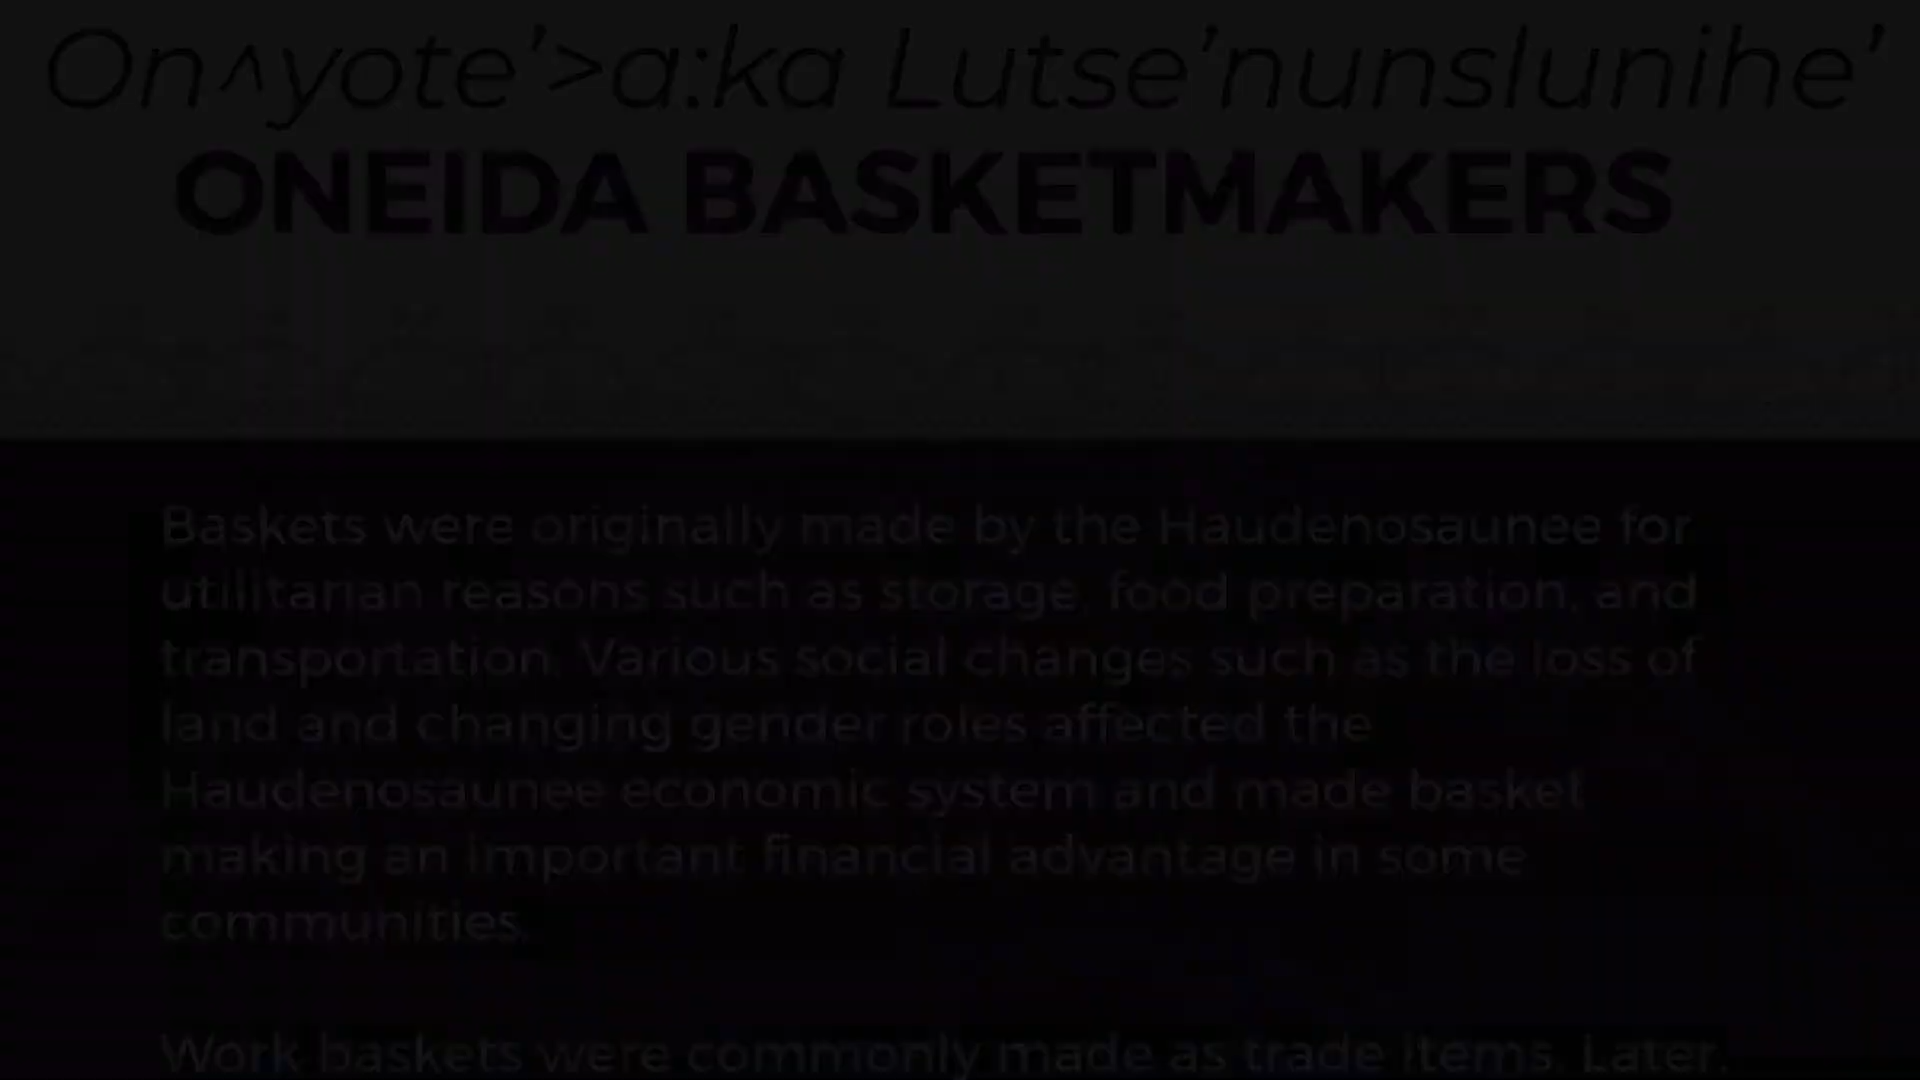 On^yote’>a:ka Lutse’nunslunihe’
ONEIDA BASKETMAKERS
Baskets were originally made by the Haudenosaunee for
utilitarian reasons such as storage, food preparation, and
transportation. Various social changes such as the loss of
land and changing gender roles affected the
Haudenosaunee economic system and made basket
making an important financial advantage in some
communities.
Work baskets were commonly made as trade items. Later,